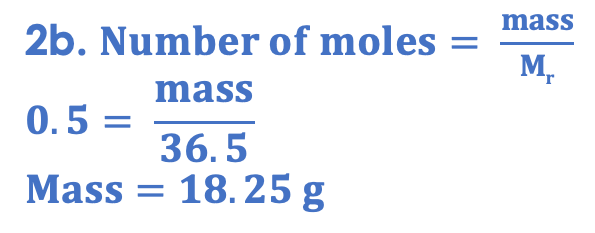 2b. Number of moles = mass / Mᵣ
0.5 = mass / 36.5
Mass = 18.25 g